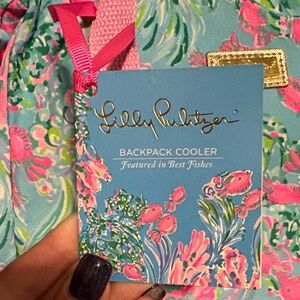 Lilly Pulitzer
BACKPACK COOLER
Featured in Best Fishes